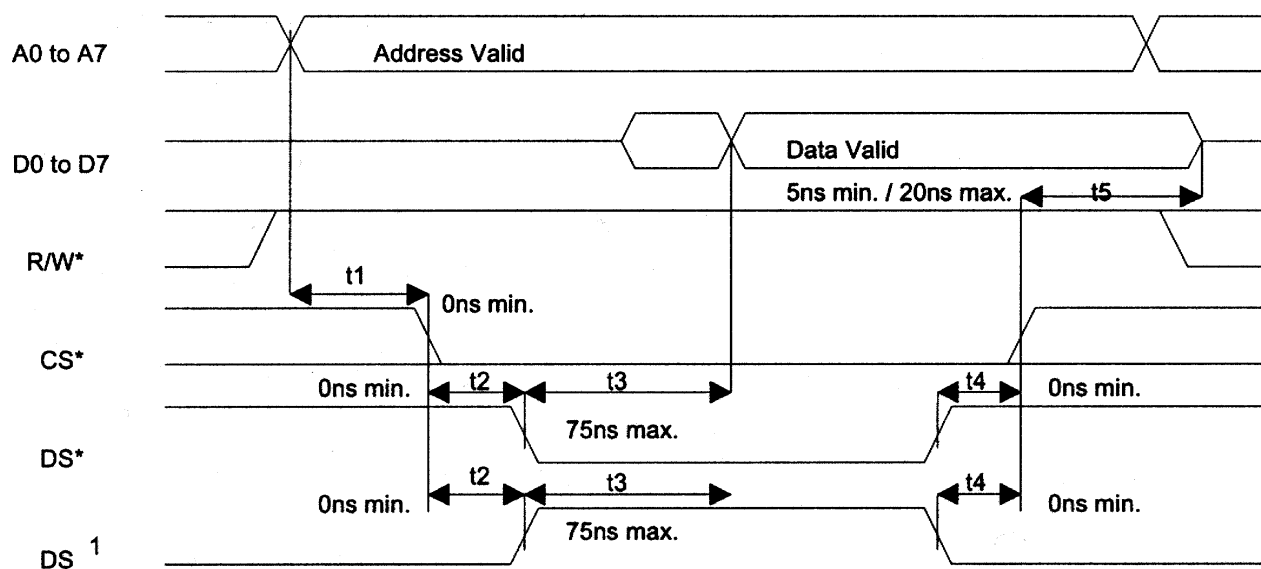 A0 to A7
Address Valid
D0 to D7
Data Valid
5ns min. / 20ns max.
t5
R/W*
t1
0ns min.
CS*
0ns min.
t2
t3
t4
0ns min.
75ns max.
DS*
0ns min.
t2
t3
t4
0ns min.
75ns max.
DS 1